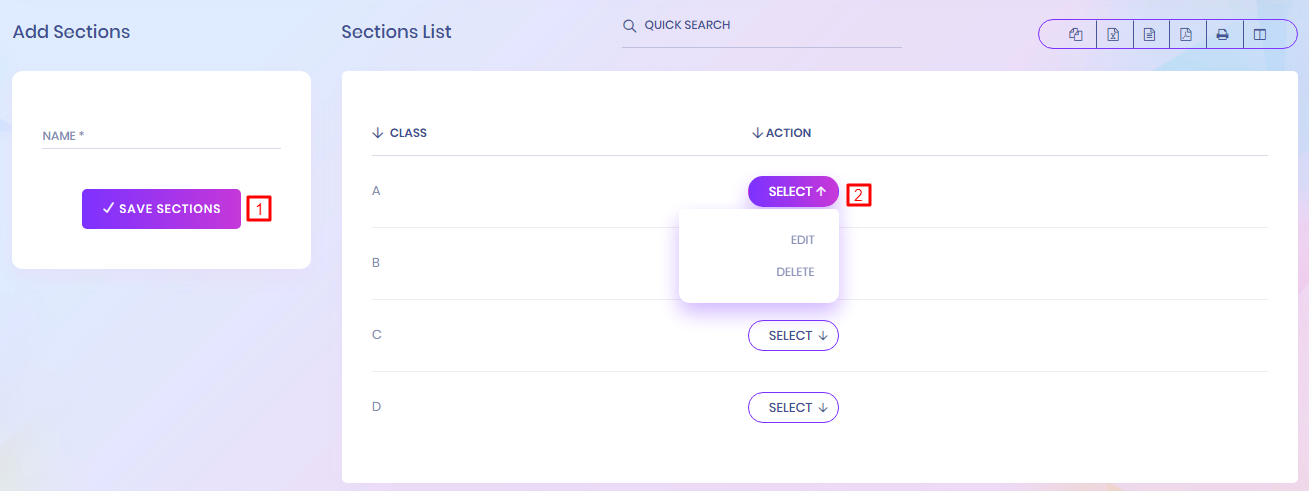 Add Sections
Sections List
QUICK SEARCH
NAME *
SAVE SECTIONS
1
CLASS
ACTION
A
SELECT
2
EDIT
DELETE
B
C
SELECT
D
SELECT